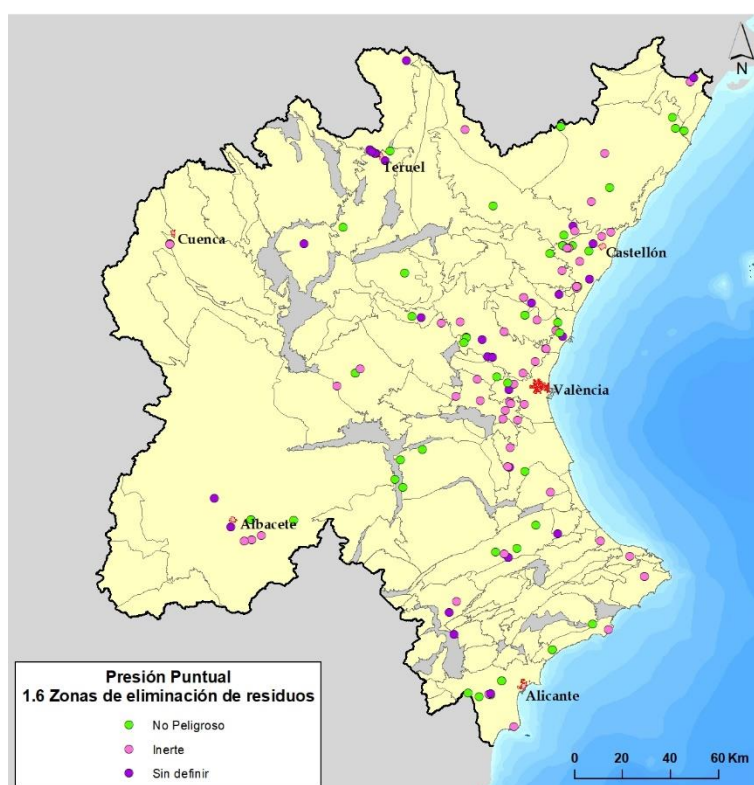 N
Teruel
Cuenca
Castellón
València
Albacete
Alicante
Presión Puntual
1.6 Zonas de eliminación de residuos
No Peligroso
Inerte
Sin definir
0 20 40 60 Km